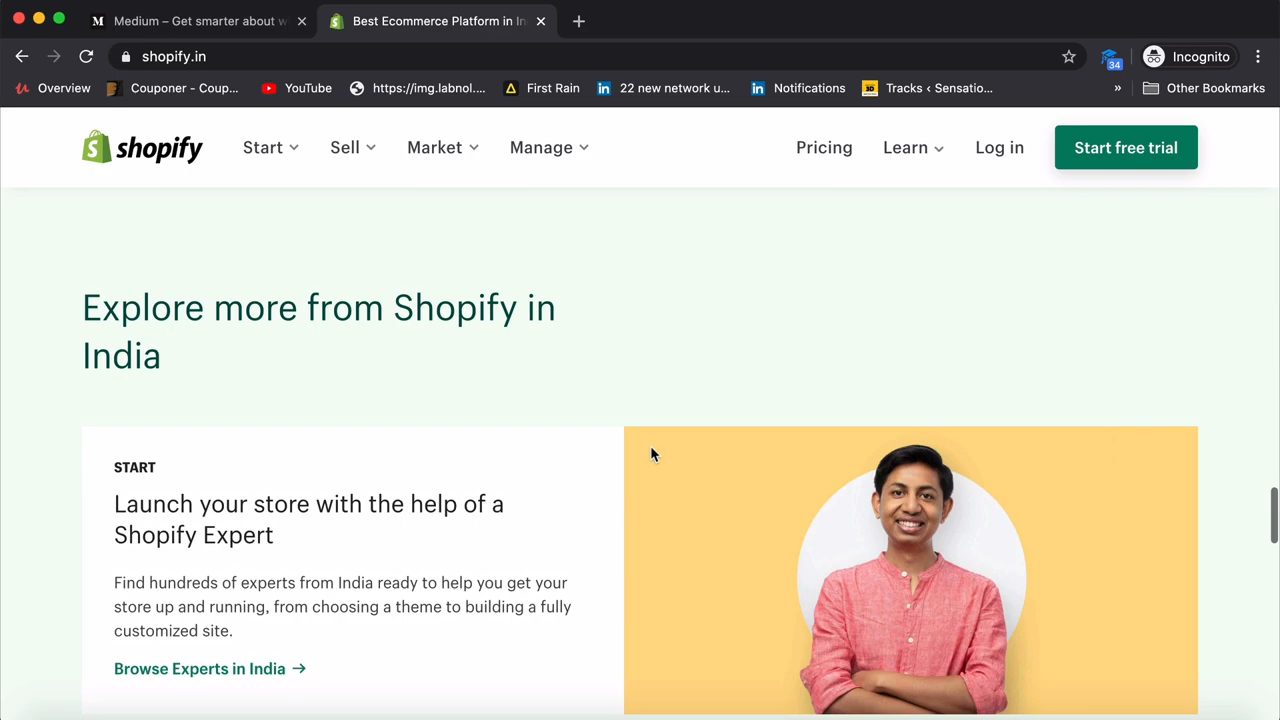 Medium – Get smarter about w
Best Ecommerce Platform in In
shopify.in
34
Incognito
Overview
Couponer - Coup...
YouTube
https://img.labnol....
First Rain
22 new network u...
Notifications
Tracks < Sensatio...
»
Other Bookmarks
shopify
Start
Sell
Market
Manage
Pricing
Learn
Log in
Start free trial
Explore more from Shopify in
India
START
Launch your store with the help of a
Shopify Expert
Find hundreds of experts from India ready to help you get your
store up and running, from choosing a theme to building a fully
customized site.
Browse Experts in India →